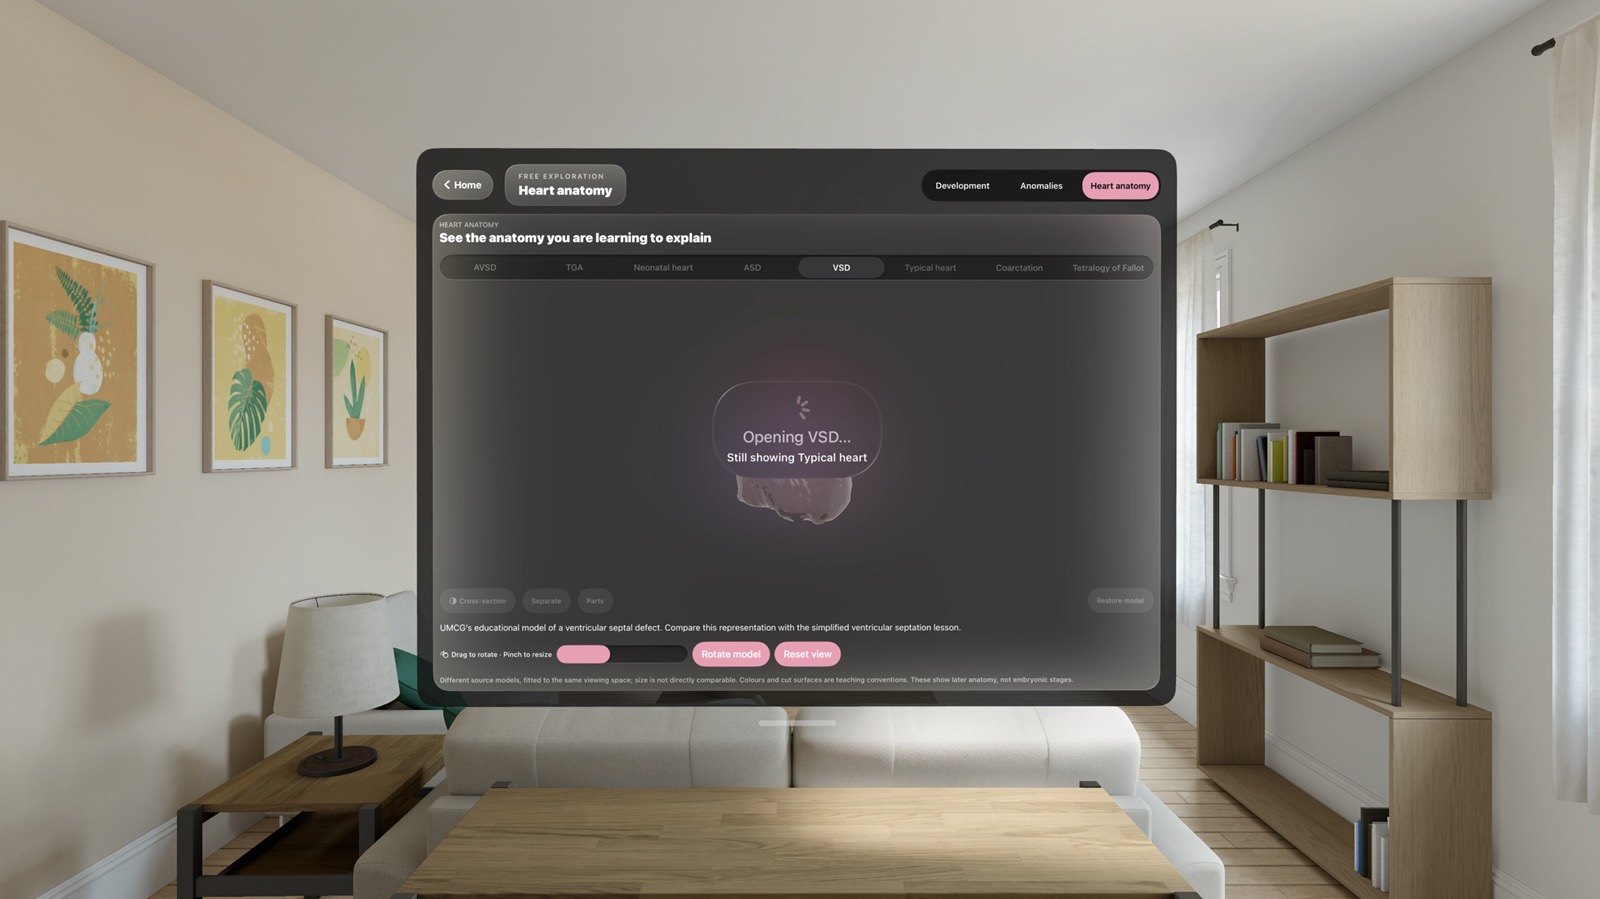 Home
FREE EXPLORATION
Heart anatomy
Development
Anomalies
Heart anatomy
HEART ANATOMY
See the anatomy you are learning to explain
AVSD
TGA
Neonatal heart
ASD
VSD
Typical heart
Coarctation
Tetralogy of Fallot
Opening VSD...
Still showing Typical heart
Cross-section
Separate
Parts
Restore model
UMCG's educational model of a ventricular septal defect. Compare this representation with the simplified ventricular septation lesson.
Drag to rotate · Pinch to resize
Rotate model
Reset view
Different source models, fitted to the same viewing space; size is not directly comparable. Colours and cut surfaces are teaching conventions. These show later anatomy, not embryonic stages.